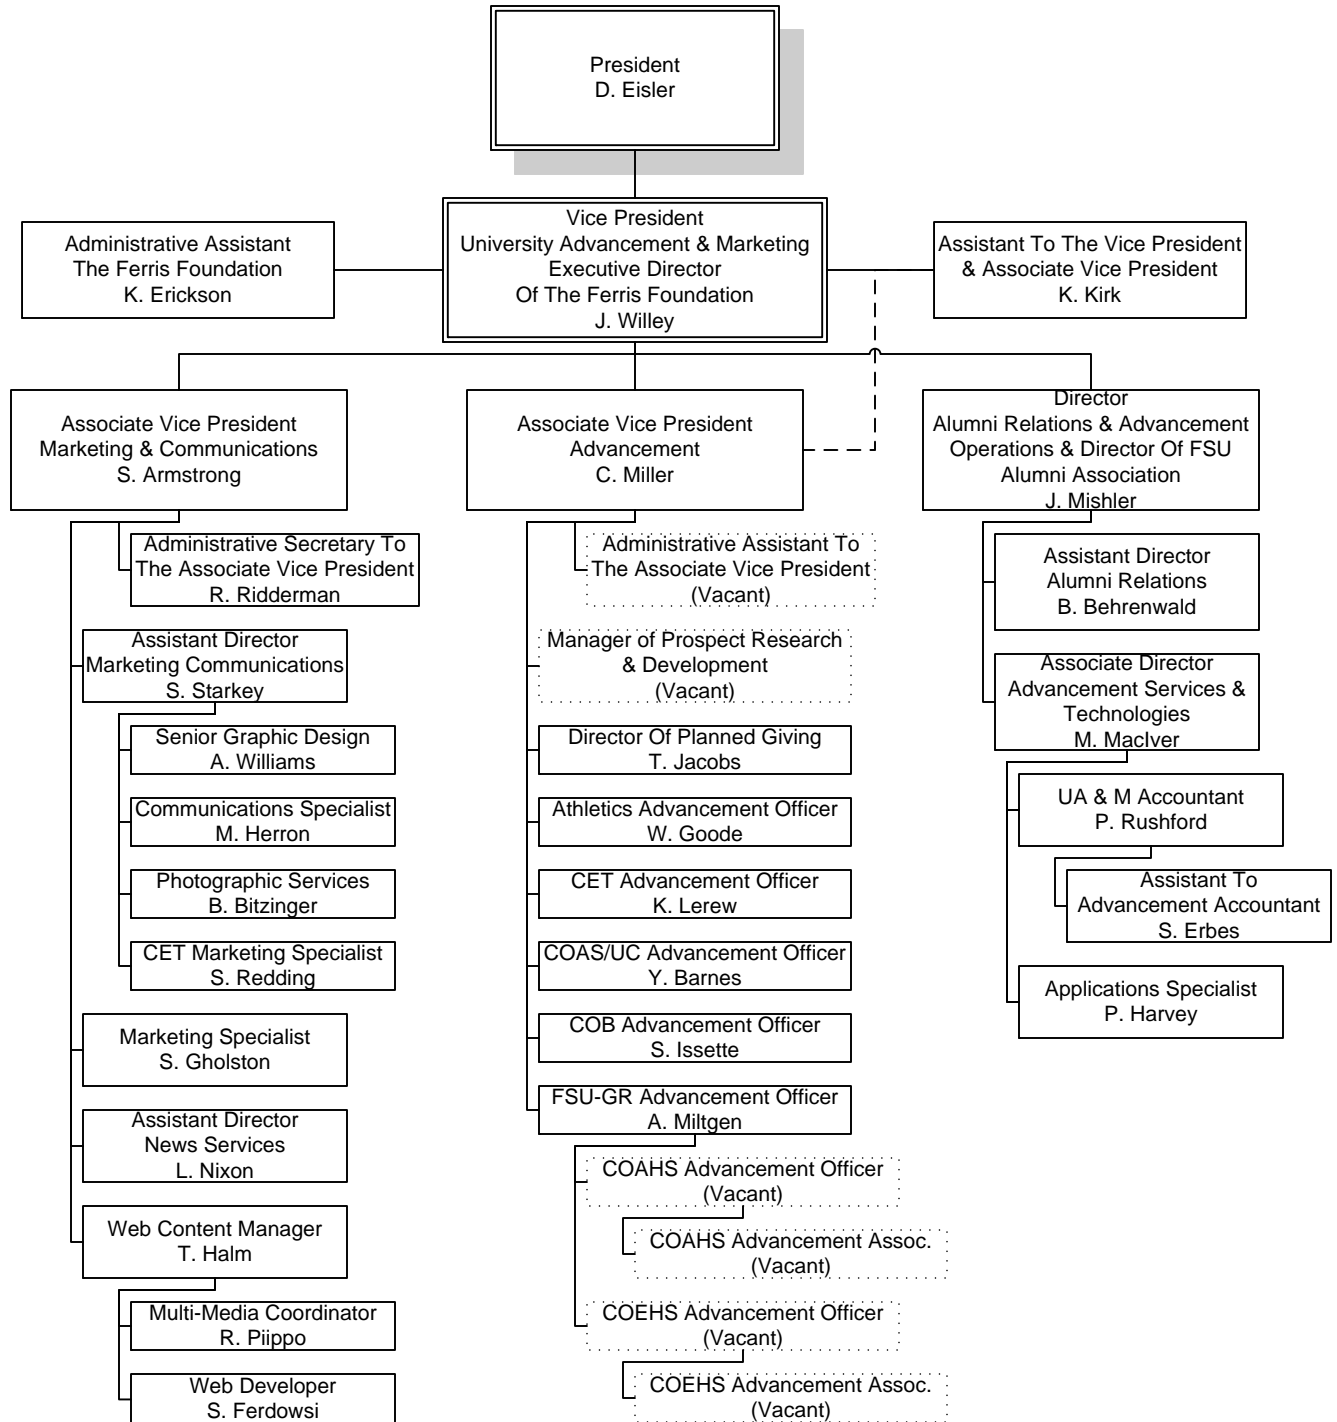 President
D. Eisler
Administrative Assistant
The Ferris Foundation
K. Erickson
Vice President
University Advancement & Marketing
Executive Director
Of The Ferris Foundation
J. Willey
Assistant To The Vice President
& Associate Vice President
K. Kirk
Associate Vice President
Marketing & Communications
S. Armstrong
Administrative Secretary To
The Associate Vice President
R. Ridderman
Assistant Director
Marketing Communications
S. Starkey
Senior Graphic Design
A. Williams
Communications Specialist
M. Herron
Photographic Services
B. Bitzinger
CET Marketing Specialist
S. Redding
Marketing Specialist
S. Gholston
Assistant Director
News Services
L. Nixon
Web Content Manager
T. Halm
Multi-Media Coordinator
R. Piippo
Web Developer
S. Ferdowsi
Associate Vice President
Advancement
C. Miller
Administrative Assistant To
The Associate Vice President
(Vacant)
Manager of Prospect Research
& Development
(Vacant)
Director Of Planned Giving
T. Jacobs
Athletics Advancement Officer
W. Goode
CET Advancement Officer
K. Lerew
COAS/UC Advancement Officer
Y. Barnes
COB Advancement Officer
S. Issette
FSU-GR Advancement Officer
A. Miltgen
COAHS Advancement Officer
(Vacant)
COAHS Advancement Assoc.
(Vacant)
COEHS Advancement Officer
(Vacant)
COEHS Advancement Assoc.
(Vacant)
Director
Alumni Relations & Advancement
Operations & Director Of FSU
Alumni Association
J. Mishler
Assistant Director
Alumni Relations
B. Behrenwald
Associate Director
Advancement Services &
Technologies
M. MacIver
UA & M Accountant
P. Rushford
Assistant To
Advancement Accountant
S. Erbes
Applications Specialist
P. Harvey